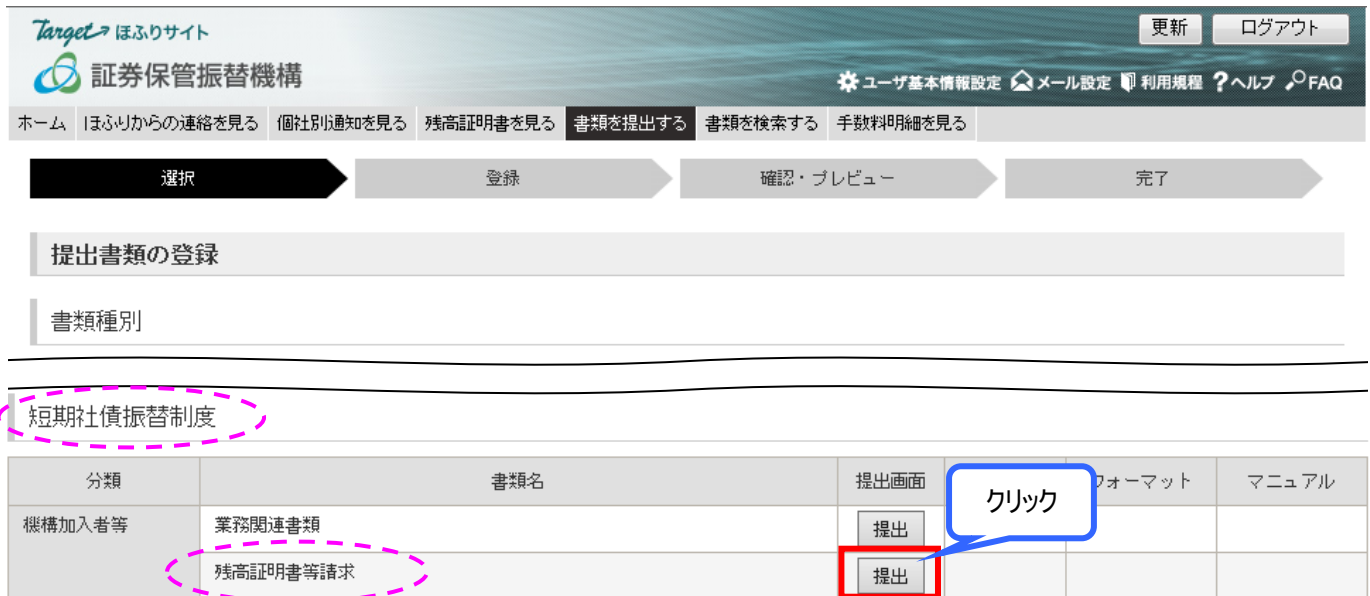 Target ほふりサイト
更新 ログアウト
証券保管振替機構
ユーザ基本情報設定 メール設定 利用規程 ?ヘルプ FAQ
ホーム ほふりからの連絡を見る 個社別通知を見る 残高証明書を見る 書類を提出する 書類を検索する 手数料明細を見る
選択 登録 確認・プレビュー 完了
提出書類の登録
書類種別
短期社債振替制度
分類 書類名 提出画面 ォーマット マニュアル
クリック
機構加入者等 業務関連書類 提出
残高証明書等請求 提出